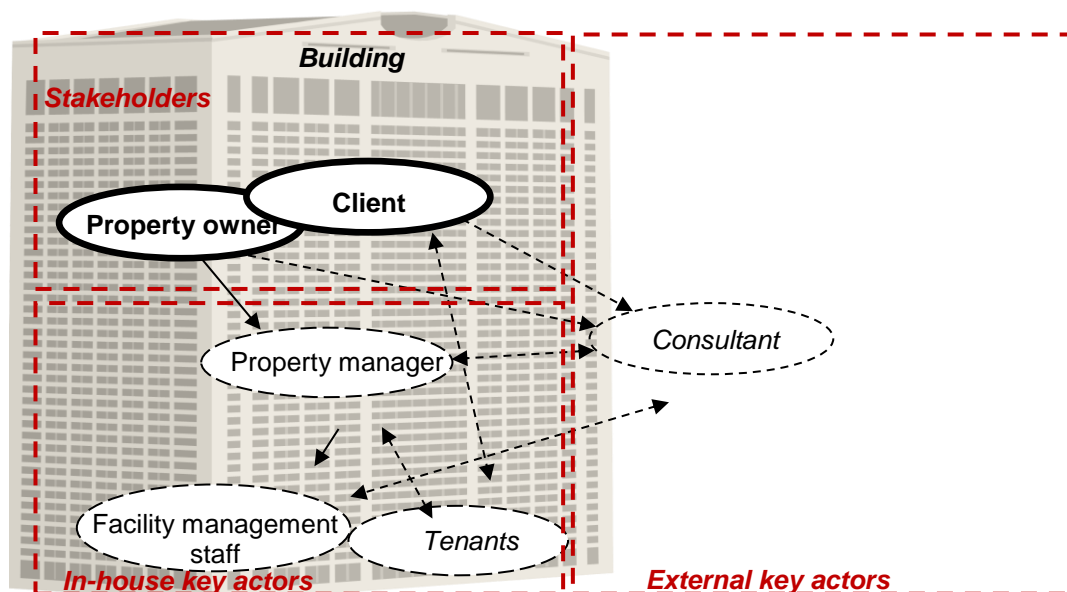 Building
Stakeholders
Client
Property owner
Consultant
Property manager
Facility management
staff
Tenants
In-house key actors
External key actors